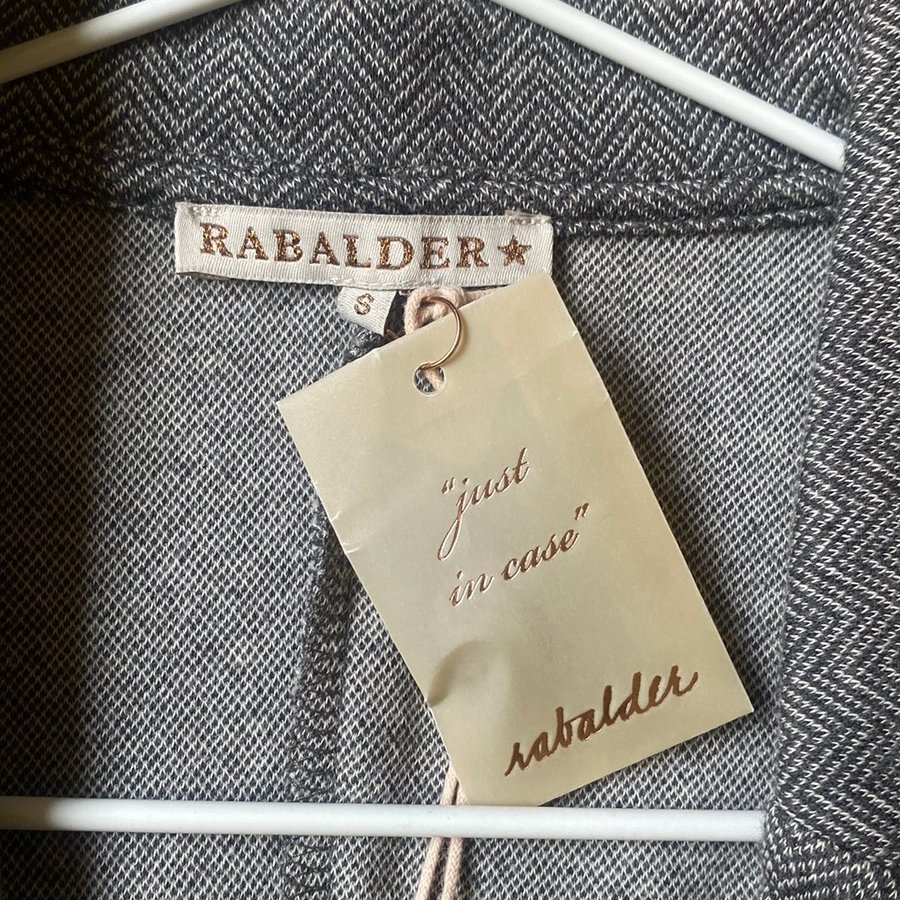 RABALDER★
S
"just
in case"
rabalder